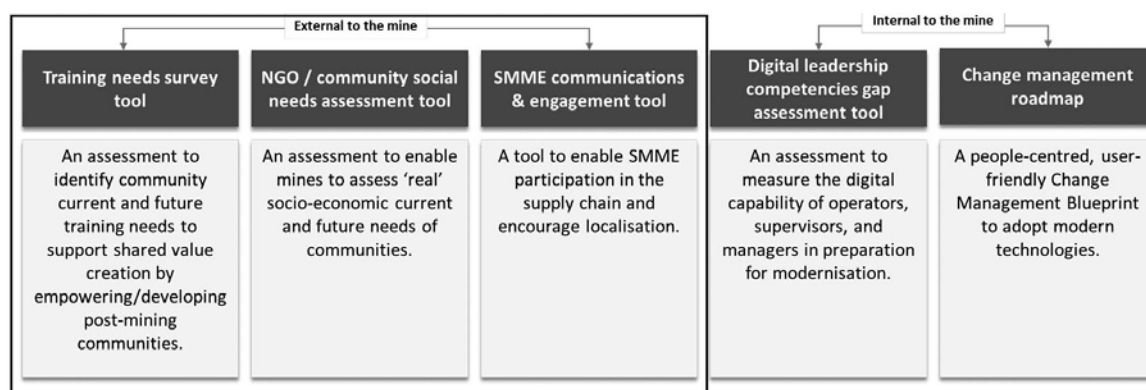 External to the mine
Internal to the mine
Training needs survey
tool
NGO / community social
needs assessment tool
SMME communications
& engagement tool
Digital leadership
competencies gap
assessment tool
Change management
roadmap
An assessment to
identify community
current and future
training needs to
support shared value
creation by
empowering/developing
post-mining
communities.
An assessment to enable
mines to assess ‘real’
socio-economic current
and future needs of
communities.
A tool to enable SMME
participation in the
supply chain and
encourage localisation.
An assessment to
measure the digital
capability of operators,
supervisors, and
managers in preparation
for modernisation.
A people-centred, user-
friendly Change
Management Blueprint
to adopt modern
technologies.